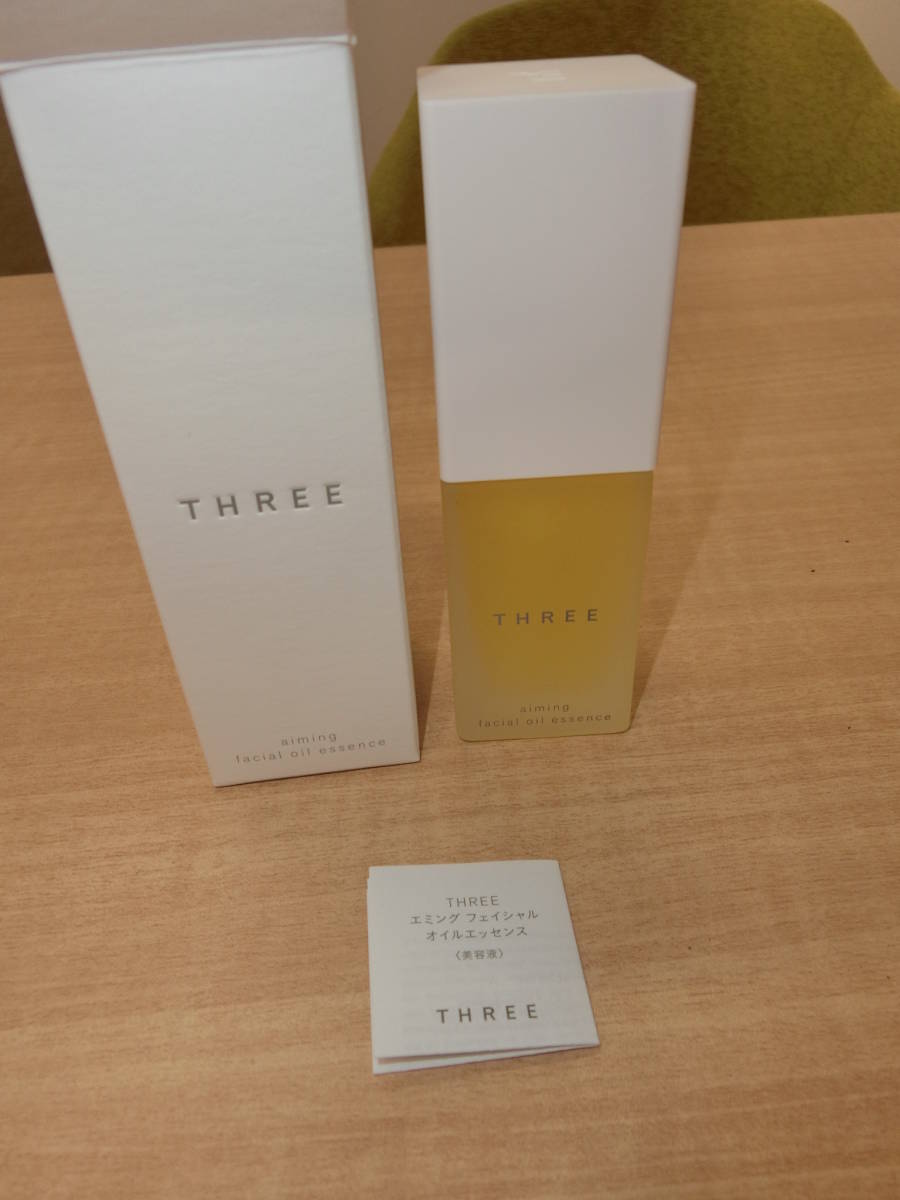 THREE
aiming
facial oil essence
THREE
aiming
facial oil essence
THREE
エミング フェイシャル
オイルエッセンス
〈美容液〉
THREE